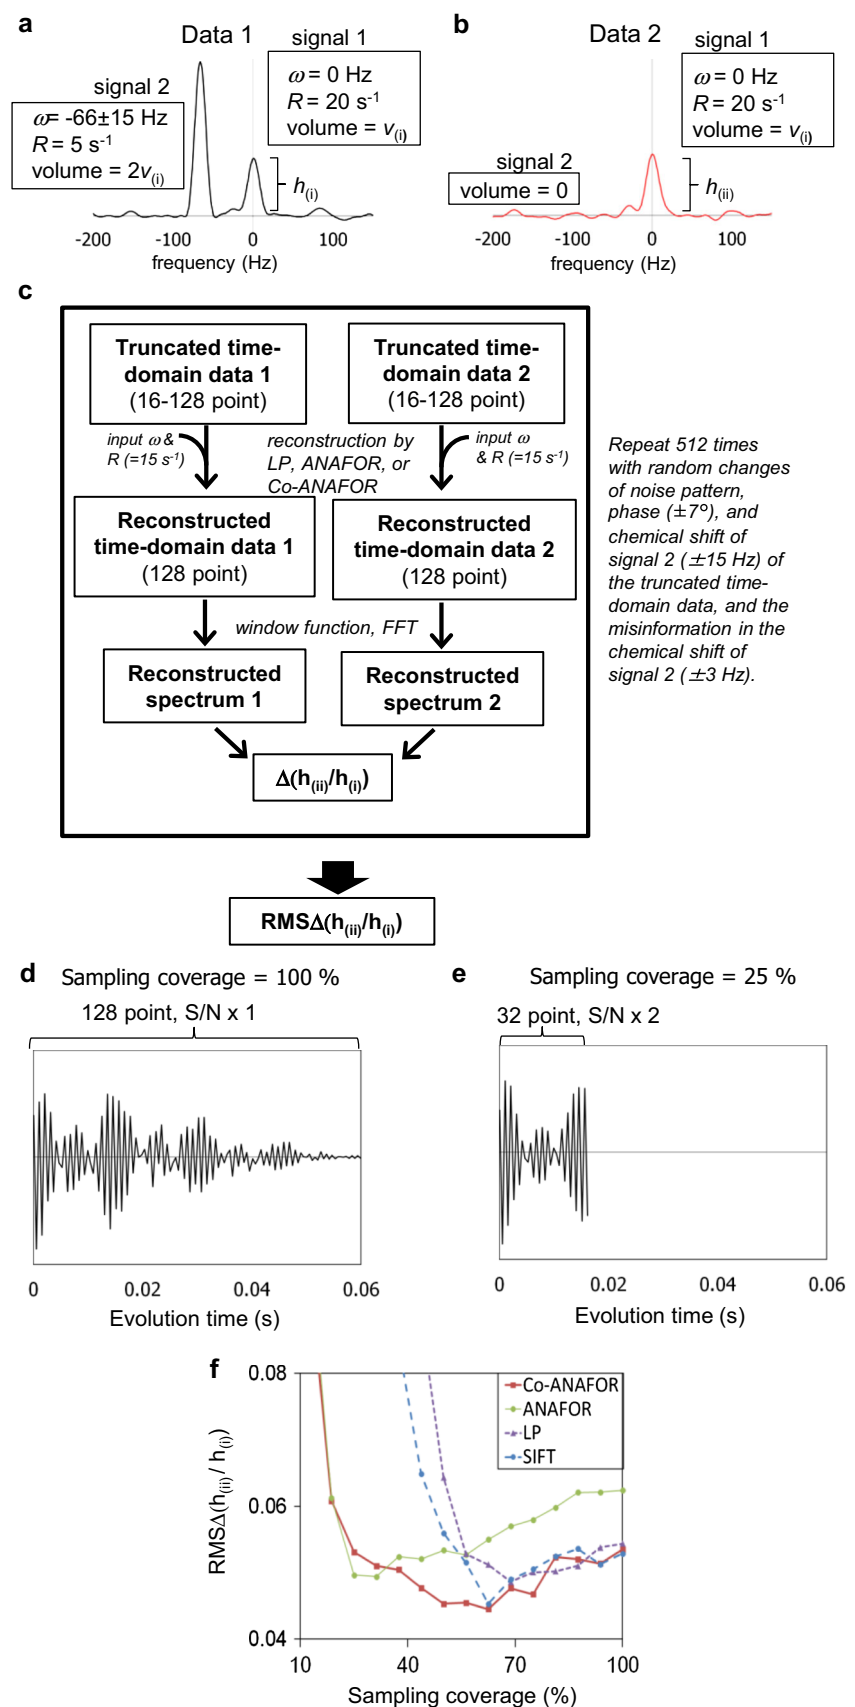 a
Data 1
signal 1
ω = 0 Hz
R = 20 s⁻¹
volume = v(i)
signal 2
ω= -66±15 Hz
R = 5 s⁻¹
volume = 2v(i)
h(i)
-200
-100
0
100
frequency (Hz)
b
Data 2
signal 1
ω = 0 Hz
R = 20 s⁻¹
volume = v(i)
signal 2
volume = 0
h(ii)
-200
-100
0
100
frequency (Hz)
c
Truncated time-
domain data 1
(16-128 point)
Truncated time-
domain data 2
(16-128 point)
input ω &
R (=15 s⁻¹)
reconstruction by
LP, ANAFOR, or
Co-ANAFOR
input ω
& R (=15 s⁻¹)
Reconstructed
time-domain data 1
(128 point)
Reconstructed
time-domain data 2
(128 point)
window function, FFT
Reconstructed
spectrum 1
Reconstructed
spectrum 2
Δ(h(ii)/h(i))
Repeat 512 times
with random changes
of noise pattern,
phase (±7°), and
chemical shift of
signal 2 (±15 Hz) of
the truncated time-
domain data, and the
misinformation in the
chemical shift of
signal 2 (±3 Hz).
RMSΔ(h(ii)/h(i))
d
Sampling coverage = 100 %
128 point, S/N x 1
0
0.02
0.04
0.06
Evolution time (s)
e
Sampling coverage = 25 %
32 point, S/N x 2
0
0.02
0.04
0.06
Evolution time (s)
f
0.08
0.06
0.04
RMSΔ(h(ii)/ h(i))
Co-ANAFOR
ANAFOR
LP
SIFT
10
40
70
100
Sampling coverage (%)